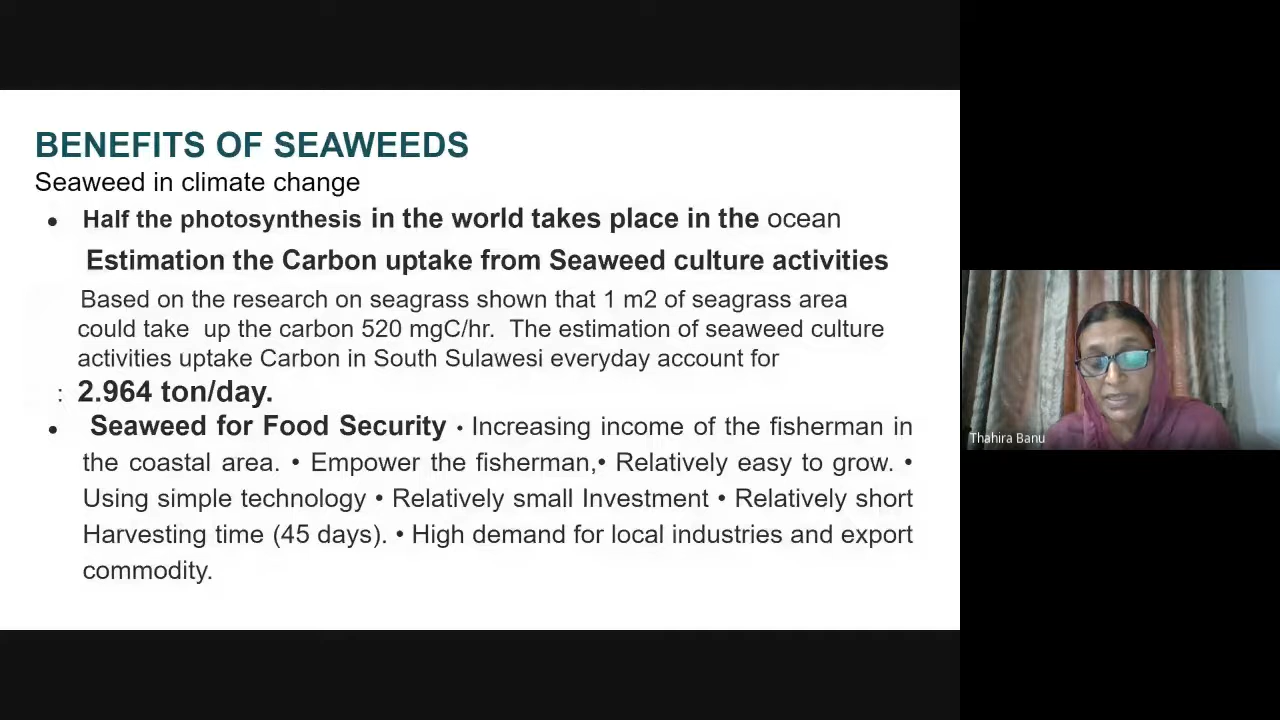 BENEFITS OF SEAWEEDS
Seaweed in climate change
● Half the photosynthesis in the world takes place in the ocean
Estimation the Carbon uptake from Seaweed culture activities
Based on the research on seagrass shown that 1 m2 of seagrass area
could take up the carbon 520 mgC/hr. The estimation of seaweed culture
activities uptake Carbon in South Sulawesi everyday account for
: 2.964 ton/day.
● Seaweed for Food Security • Increasing income of the fisherman in
the coastal area. • Empower the fisherman,• Relatively easy to grow. •
Using simple technology • Relatively small Investment • Relatively short
Harvesting time (45 days). • High demand for local industries and export
commodity.
Thahira Banu